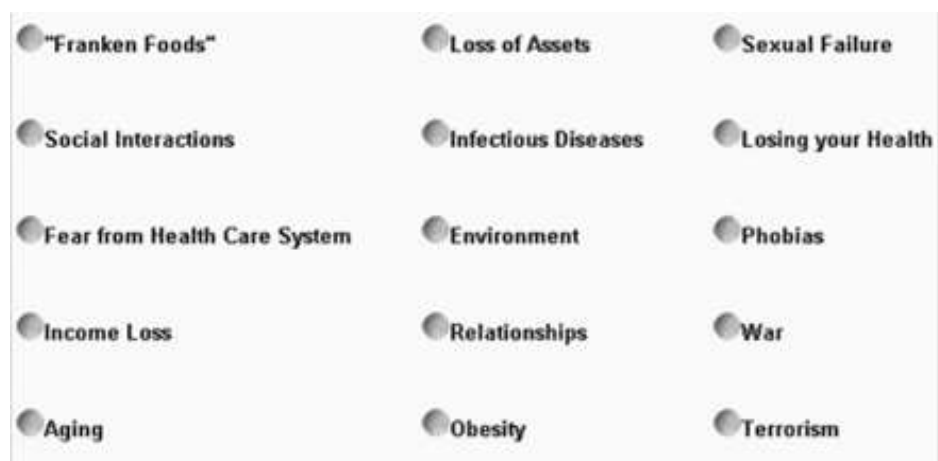 "Franken Foods" Loss of Assets Sexual Failure
Social Interactions Infectious Diseases Losing your Health
Fear from Health Care System Environment Phobias
Income Loss Relationships War
Aging Obesity Terrorism